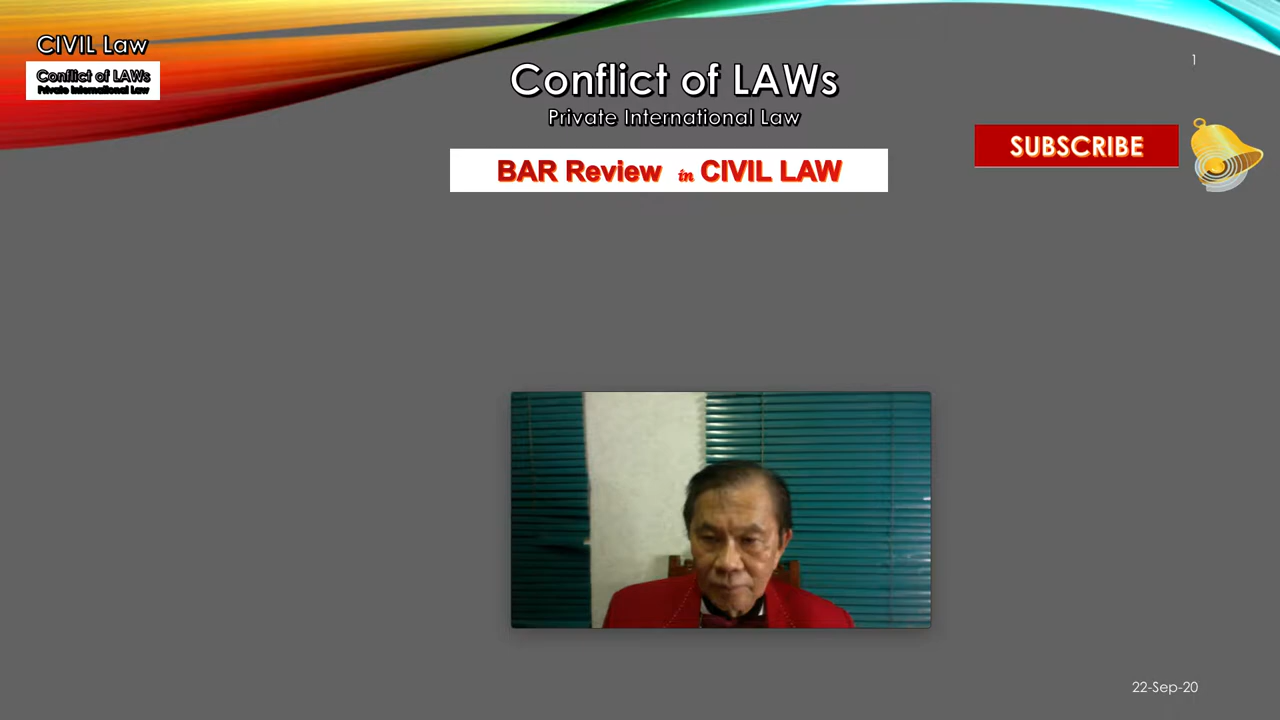 CIVIL Law
Conflict of LAWs
Private International Law
Conflict of LAWs
Private International Law
BAR Review in CIVIL LAW
1
SUBSCRIBE
22-Sep-20